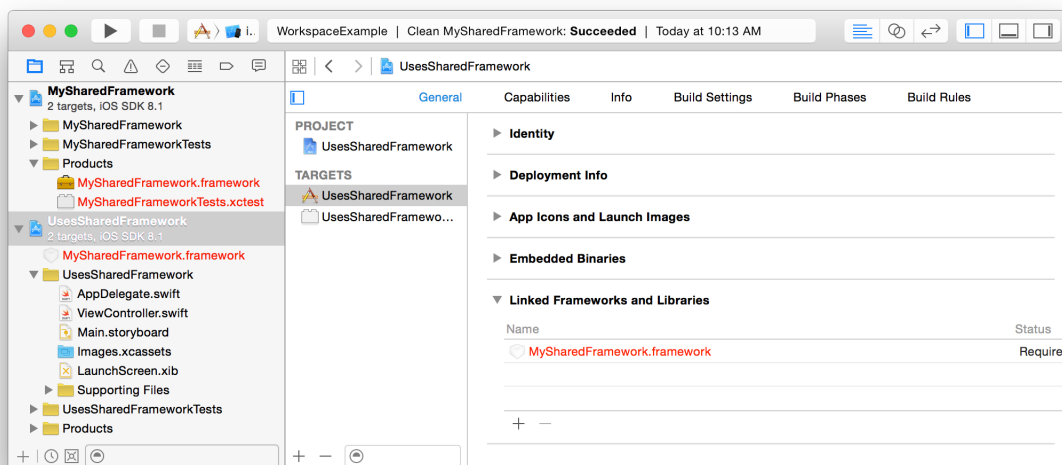 i..
WorkspaceExample | Clean MySharedFramework: Succeeded | Today at 10:13 AM
UsesSharedFramework
MySharedFramework
2 targets, iOS SDK 8.1
MySharedFramework
MySharedFrameworkTests
Products
MySharedFramework.framework
MySharedFrameworkTests.xctest
UsesSharedFramework
2 targets, iOS SDK 8.1
MySharedFramework.framework
UsesSharedFramework
AppDelegate.swift
ViewController.swift
Main.storyboard
Images.xcassets
LaunchScreen.xib
Supporting Files
UsesSharedFrameworkTests
Products
General Capabilities Info Build Settings Build Phases Build Rules
PROJECT
UsesSharedFramework
TARGETS
UsesSharedFramework
UsesSharedFramewo...
Identity
Deployment Info
App Icons and Launch Images
Embedded Binaries
Linked Frameworks and Libraries
Name Status
MySharedFramework.framework Require